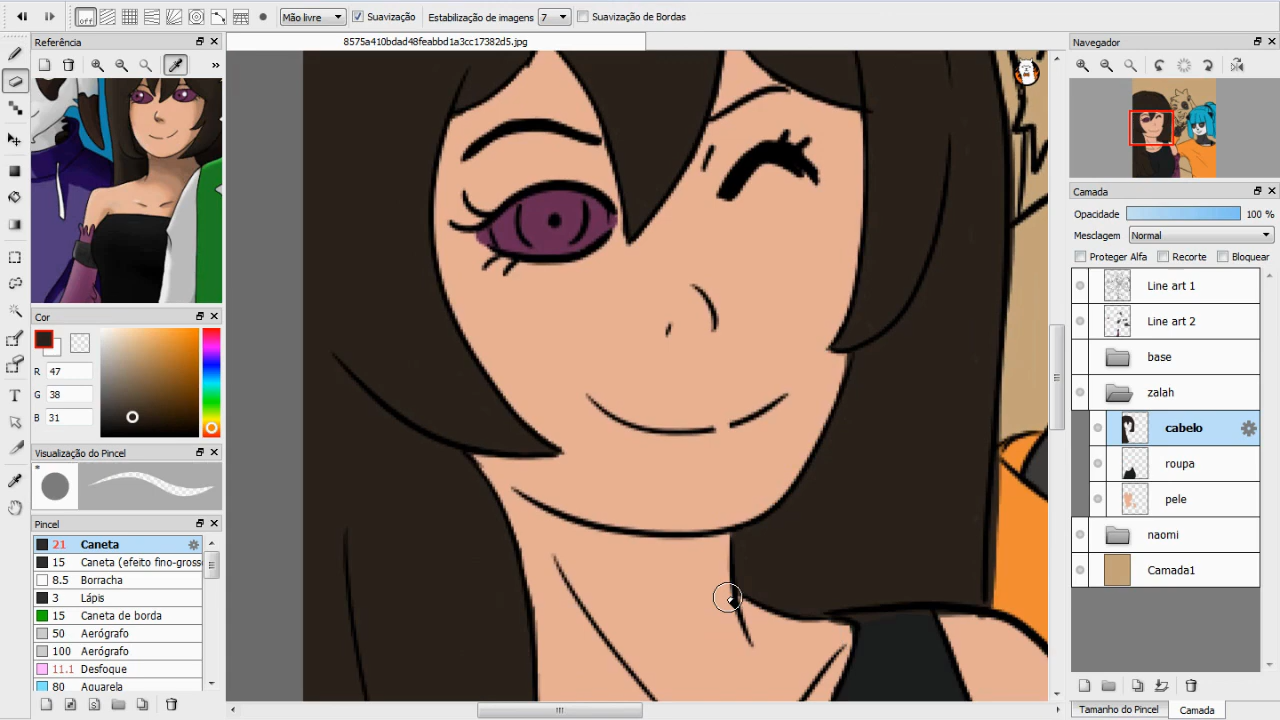 off
Mão livre
Suavização
Estabilização de imagens
7
Suavização de Bordas
Referência
8575a410bdad48feabbd1a3cc17382d5.jpg
Navegador
»
Camada
Opacidade 100 %
Mesclagem Normal
Proteger Alfa Recorte Bloquear
Line art 1
Line art 2
base
zalah
cabelo
roupa
pele
naomi
Camada1
Cor
R 47
G 38
B 31
Visualização do Pincel
Pincel
21 Caneta
15 Caneta (efeito fino-gross
8.5 Borracha
3 Lápis
15 Caneta de borda
50 Aerógrafo
100 Aerógrafo
11.1 Desfoque
80 Aquarela
Tamanho do Pincel Camada